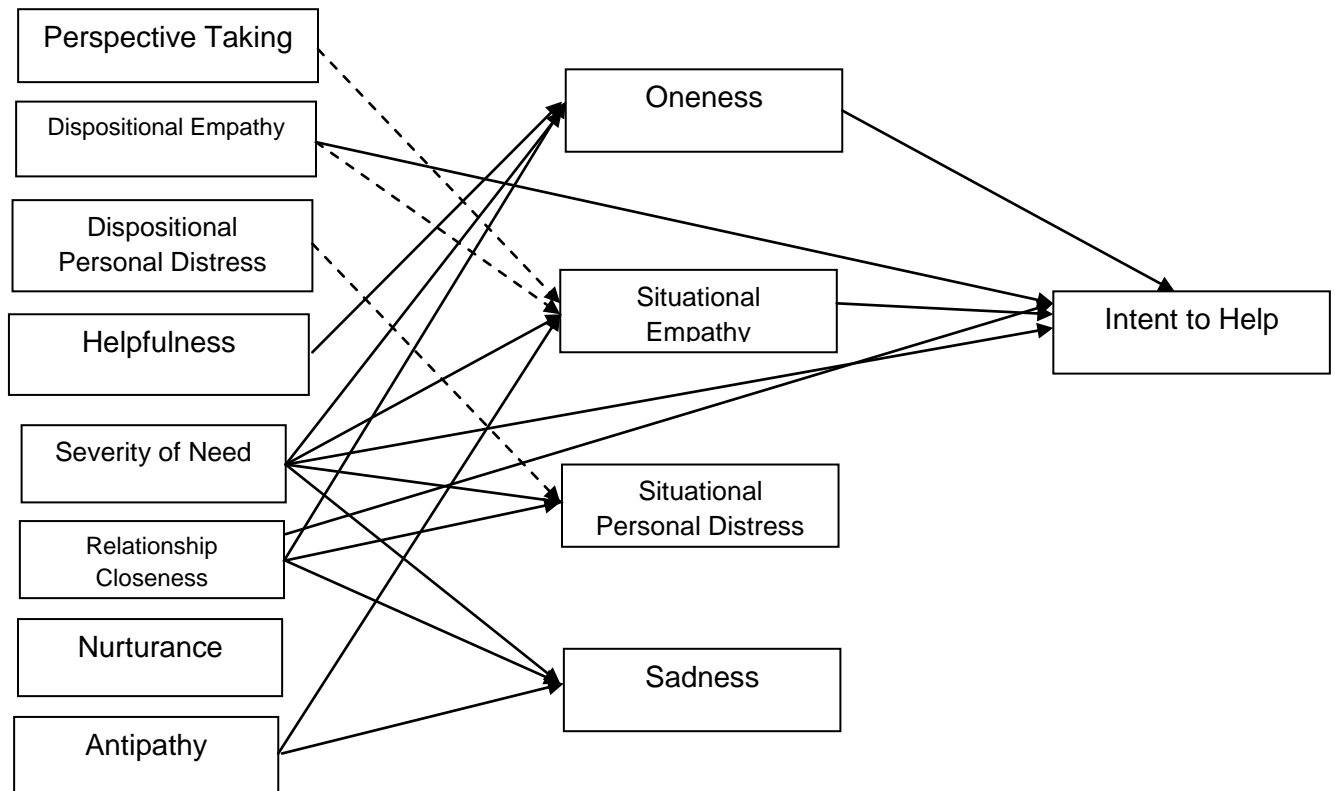 Perspective Taking
Dispositional Empathy
Dispositional
Personal Distress
Helpfulness
Severity of Need
Relationship
Closeness
Nurturance
Antipathy
Oneness
Situational
Empathy
Situational
Personal Distress
Sadness
Intent to Help